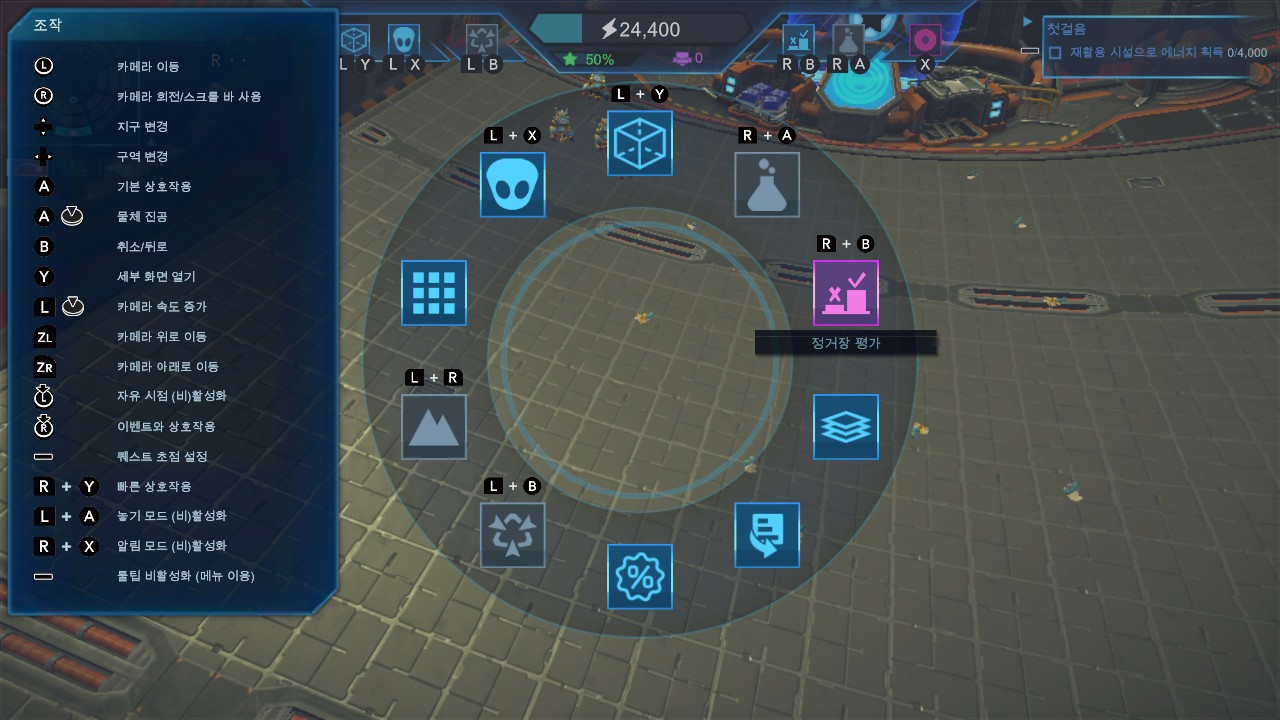 조작
L 카메라 이동
R 카메라 회전/스크롤 바 사용
지구 변경
구역 변경
A 기본 상호작용
A 물체 진공
B 취소/뒤로
Y 세부 화면 열기
L 카메라 속도 증가
ZL 카메라 위로 이동
ZR 카메라 아래로 이동
L 자유 시점 (비)활성화
R 이벤트와 상호작용
퀘스트 초점 설정
R + Y 빠른 상호작용
L + A 놓기 모드 (비)활성화
R + X 알림 모드 (비)활성화
툴팁 비활성화 (메뉴 이용)
L Y
L X
L B
24,400
50%
0
R B
R A
X
첫걸음
재활용 시설으로 에너지 획득 0/4,000
L + Y
L + X
R + A
R + B
정거장 평가
L + R
L + B
%